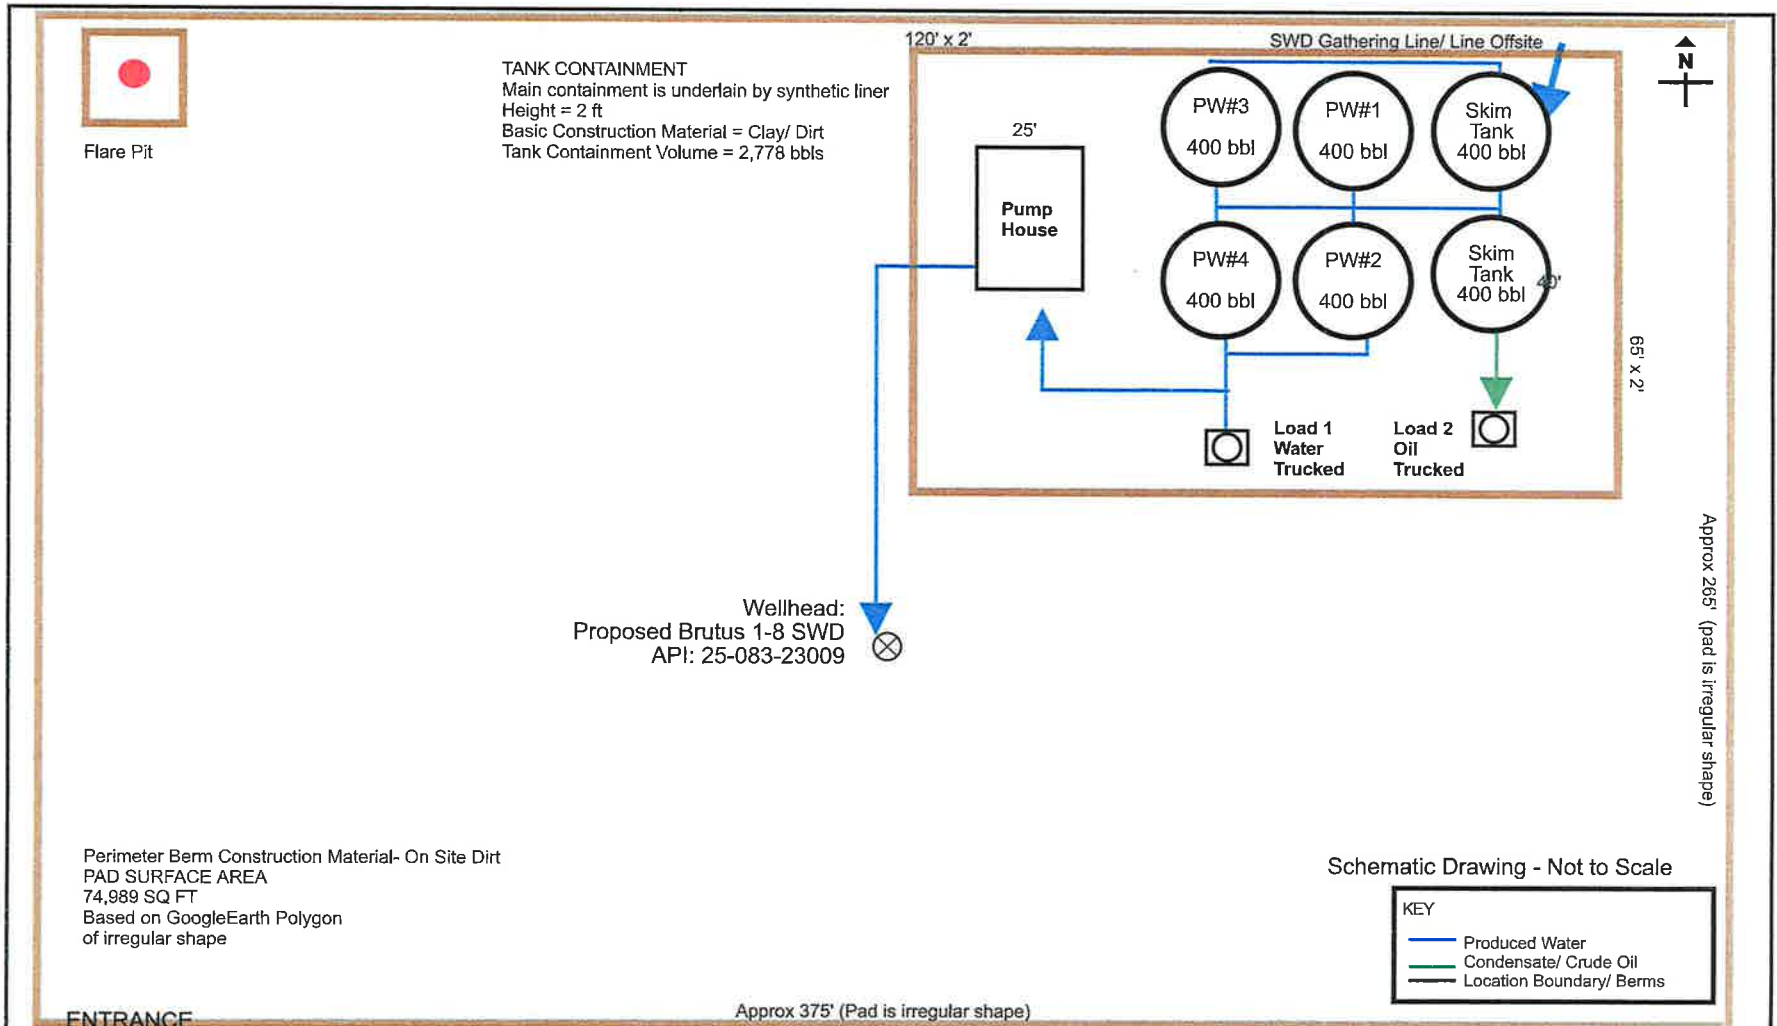 120' x 2'
SWD Gathering Line/ Line Offsite
N
TANK CONTAINMENT
Main containment is underlain by synthetic liner
Height = 2 ft
Basic Construction Material = Clay/ Dirt
Tank Containment Volume = 2,778 bbls
Flare Pit
25'
Pump
House
PW#3
400 bbl
PW#1
400 bbl
Skim
Tank
400 bbl
PW#4
400 bbl
PW#2
400 bbl
Skim
Tank
400 bbl
40'
65' x 2'
Load 1
Water
Trucked
Load 2
Oil
Trucked
Approx 265' (pad is irregular shape)
Wellhead:
Proposed Brutus 1-8 SWD
API: 25-083-23009
Perimeter Berm Construction Material- On Site Dirt
PAD SURFACE AREA
74,989 SQ FT
Based on GoogleEarth Polygon
of irregular shape
Schematic Drawing - Not to Scale
KEY
Produced Water
Condensate/ Crude Oil
Location Boundary/ Berms
Approx 375' (Pad is irregular shape)
ENTRANCE